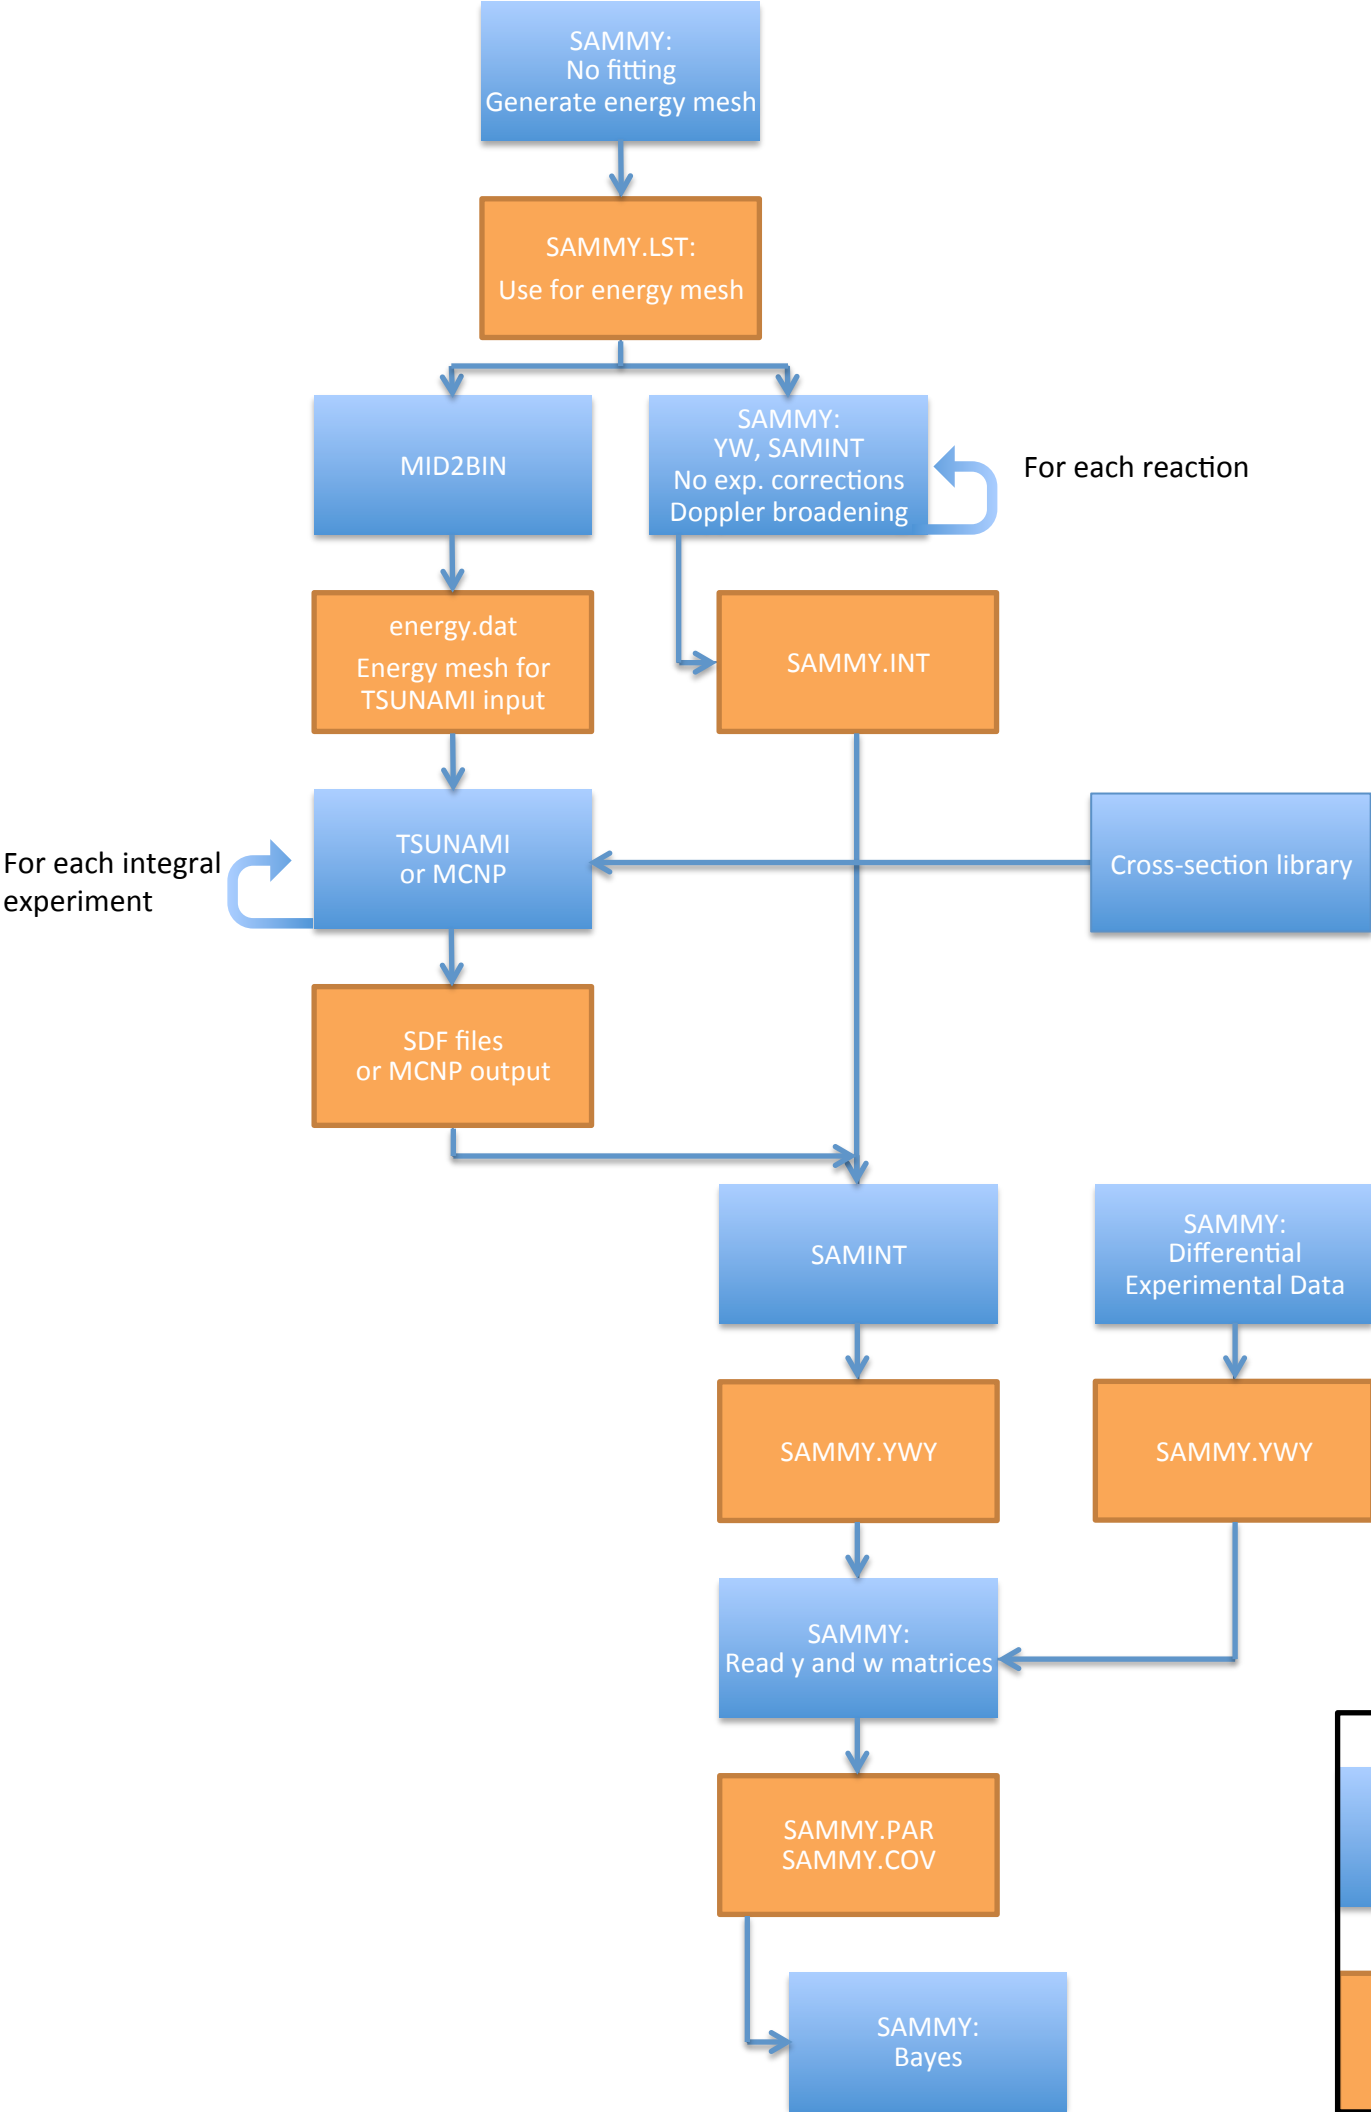 SAMMY:
No fitting
Generate energy mesh
SAMMY.LST:
Use for energy mesh
MID2BIN
SAMMY:
YW, SAMINT
No exp. corrections
Doppler broadening
For each reaction
energy.dat
Energy mesh for
TSUNAMI input
SAMMY.INT
For each integral
experiment
TSUNAMI
or MCNP
Cross-section library
SDF files
or MCNP output
SAMINT
SAMMY:
Differential
Experimental Data
SAMMY.YWY
SAMMY.YWY
SAMMY:
Read y and w matrices
SAMMY.PAR
SAMMY.COV
SAMMY:
Bayes